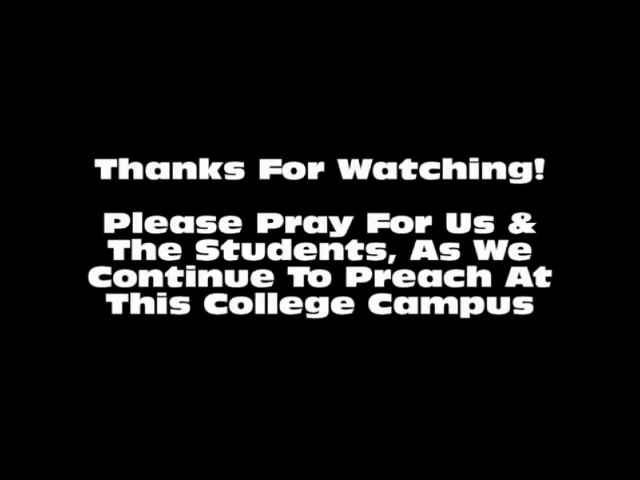 Thanks For Watching!
Please Pray For Us &
The Students, As We
Continue To Preach At
This College Campus